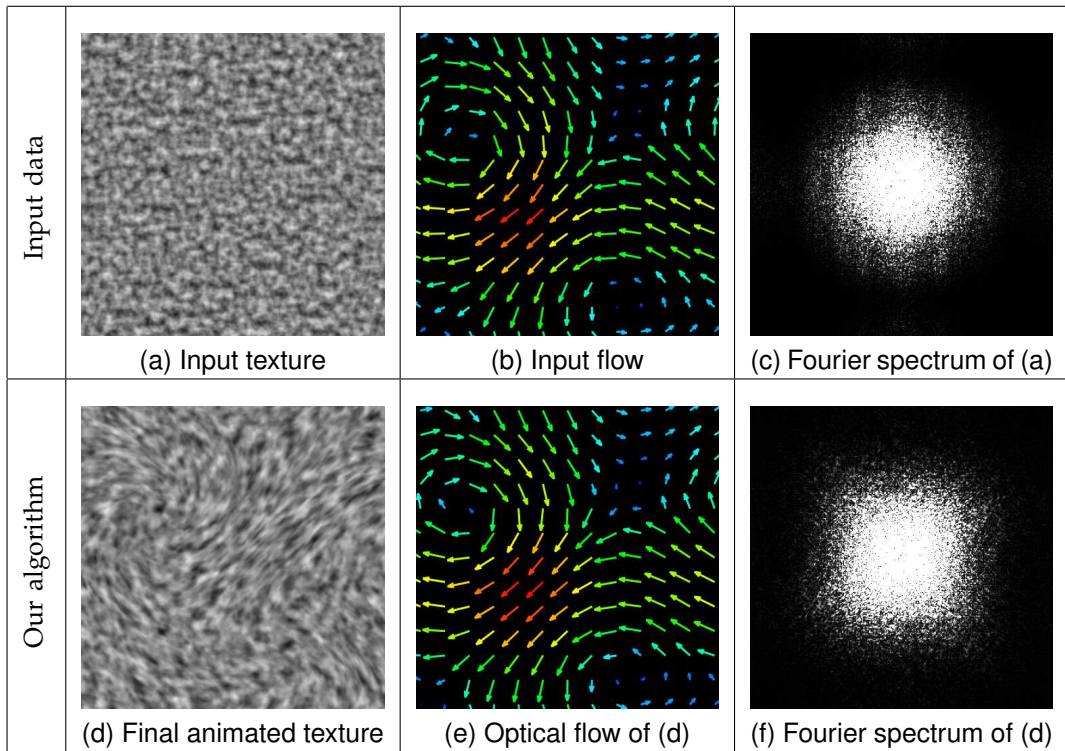 Input data
(a) Input texture
(b) Input flow
(c) Fourier spectrum of (a)
Our algorithm
(d) Final animated texture
(e) Optical flow of (d)
(f) Fourier spectrum of (d)